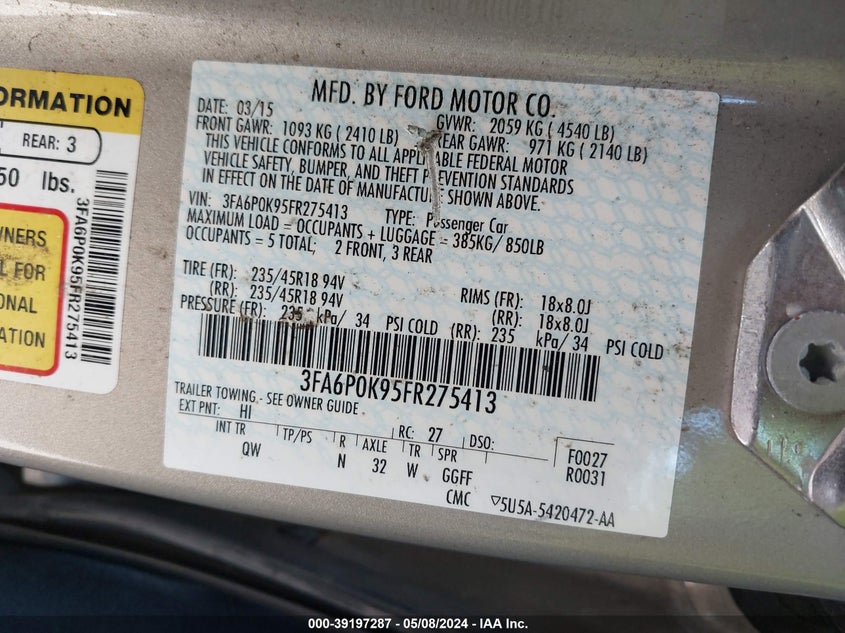 ORMATION
REAR: 3
50 lbs.
3FA6P0K95FR275413
WNERS
L FOR
ONAL
ATION
MFD. BY FORD MOTOR CO.
DATE: 03/15 GVWR: 2059 KG ( 4540 LB)
FRONT GAWR: 1093 KG ( 2410 LB) REAR GAWR: 971 KG ( 2140 LB)
THIS VEHICLE CONFORMS TO ALL APPLICABLE FEDERAL MOTOR
VEHICLE SAFETY, BUMPER, AND THEFT PREVENTION STANDARDS
IN EFFECT ON THE DATE OF MANUFACTURE SHOWN ABOVE.
VIN: 3FA6P0K95FR275413 TYPE: Passenger Car
MAXIMUM LOAD = OCCUPANTS + LUGGAGE = 385KG/ 850LB
OCCUPANTS = 5 TOTAL; 2 FRONT, 3 REAR
TIRE (FR): 235/45R18 94V RIMS (FR): 18x8.0J
(RR): 235/45R18 94V (RR): 18x8.0J
PRESSURE (FR): 235 kPa/ 34 PSI COLD (RR): 235 kPa/ 34 PSI COLD
3FA6P0K95FR275413
TRAILER TOWING - SEE OWNER GUIDE
EXT PNT: HI RC: 27 DSO: F0027
INT TR TP/PS R AXLE TR SPR R0031
QW N 32 W GGFF
CMC ▽5U5A-5420472-AA
000-39197287 - 05/08/2024 - IAA Inc.